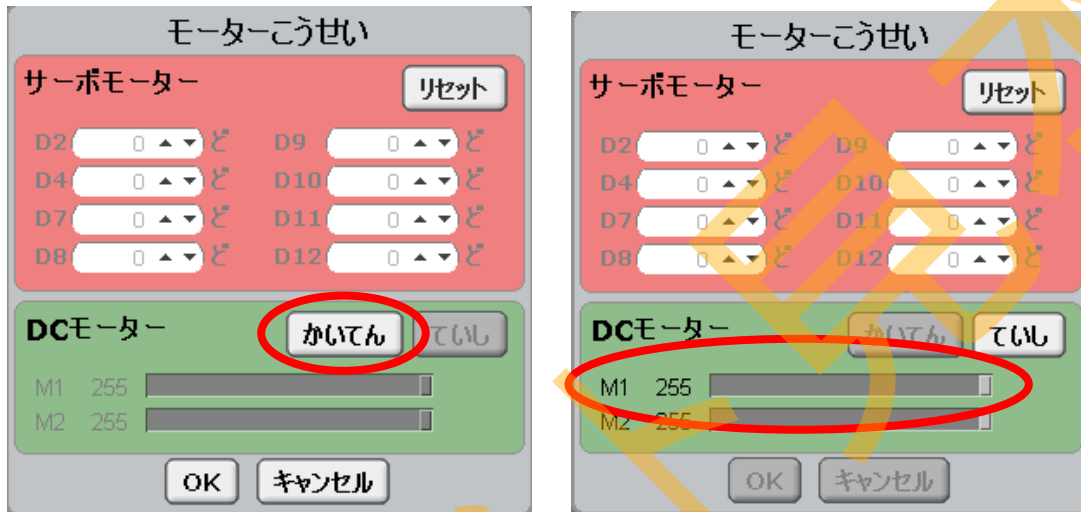 モーターこうせい
サーボモーター リセット
D2 0 ど D9 0 ど
D4 0 ど D10 0 ど
D7 0 ど D11 0 ど
D8 0 ど D12 0 ど
DCモーター かいてん ていし
M1 255
M2 255
OK キャンセル
モーターこうせい
サーボモーター リセット
D2 0 ど D9 0 ど
D4 0 ど D10 0 ど
D7 0 ど D11 0 ど
D8 0 ど D12 0 ど
DCモーター かいてん ていし
M1 255
M2 255
OK キャンセル